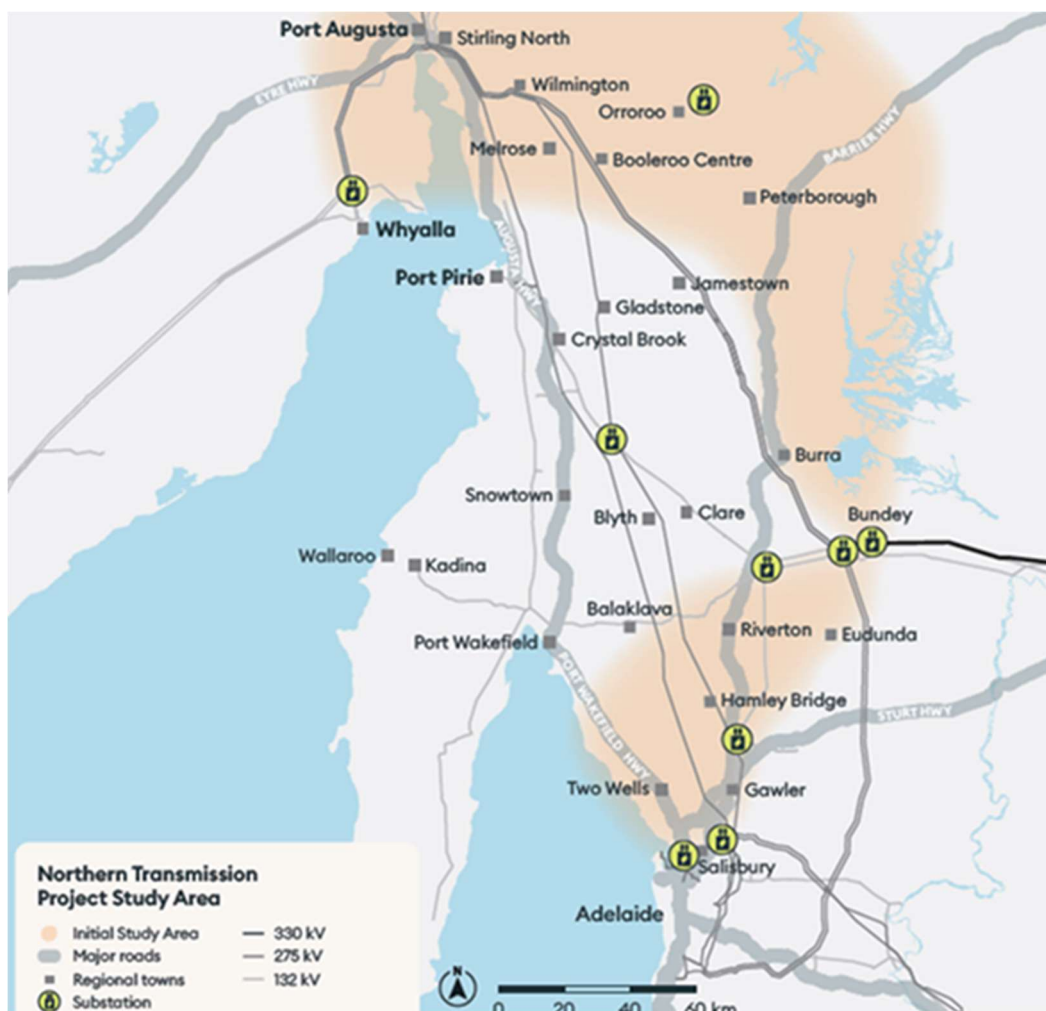 Port Augusta
Stirling North
EYRE HWY
Wilmington
Orroroo
BARRIER HWY
Melrose
Booleroo Centre
Peterborough
Whyalla
AUGUSTA HWY
Port Pirie
Jamestown
Gladstone
Crystal Brook
Burra
Snowtown
Blyth
Clare
Bundey
Wallaroo
Kadina
Balaklava
Riverton
Eudunda
Port Wakefield
PORT WAKEFIELD HWY
Hamley Bridge
STURT HWY
Two Wells
Gawler
Salisbury
Adelaide
Northern Transmission
Project Study Area
Initial Study Area
330 kV
Major roads
275 kV
Regional towns
132 kV
Substation
N
0 20 40 60 km